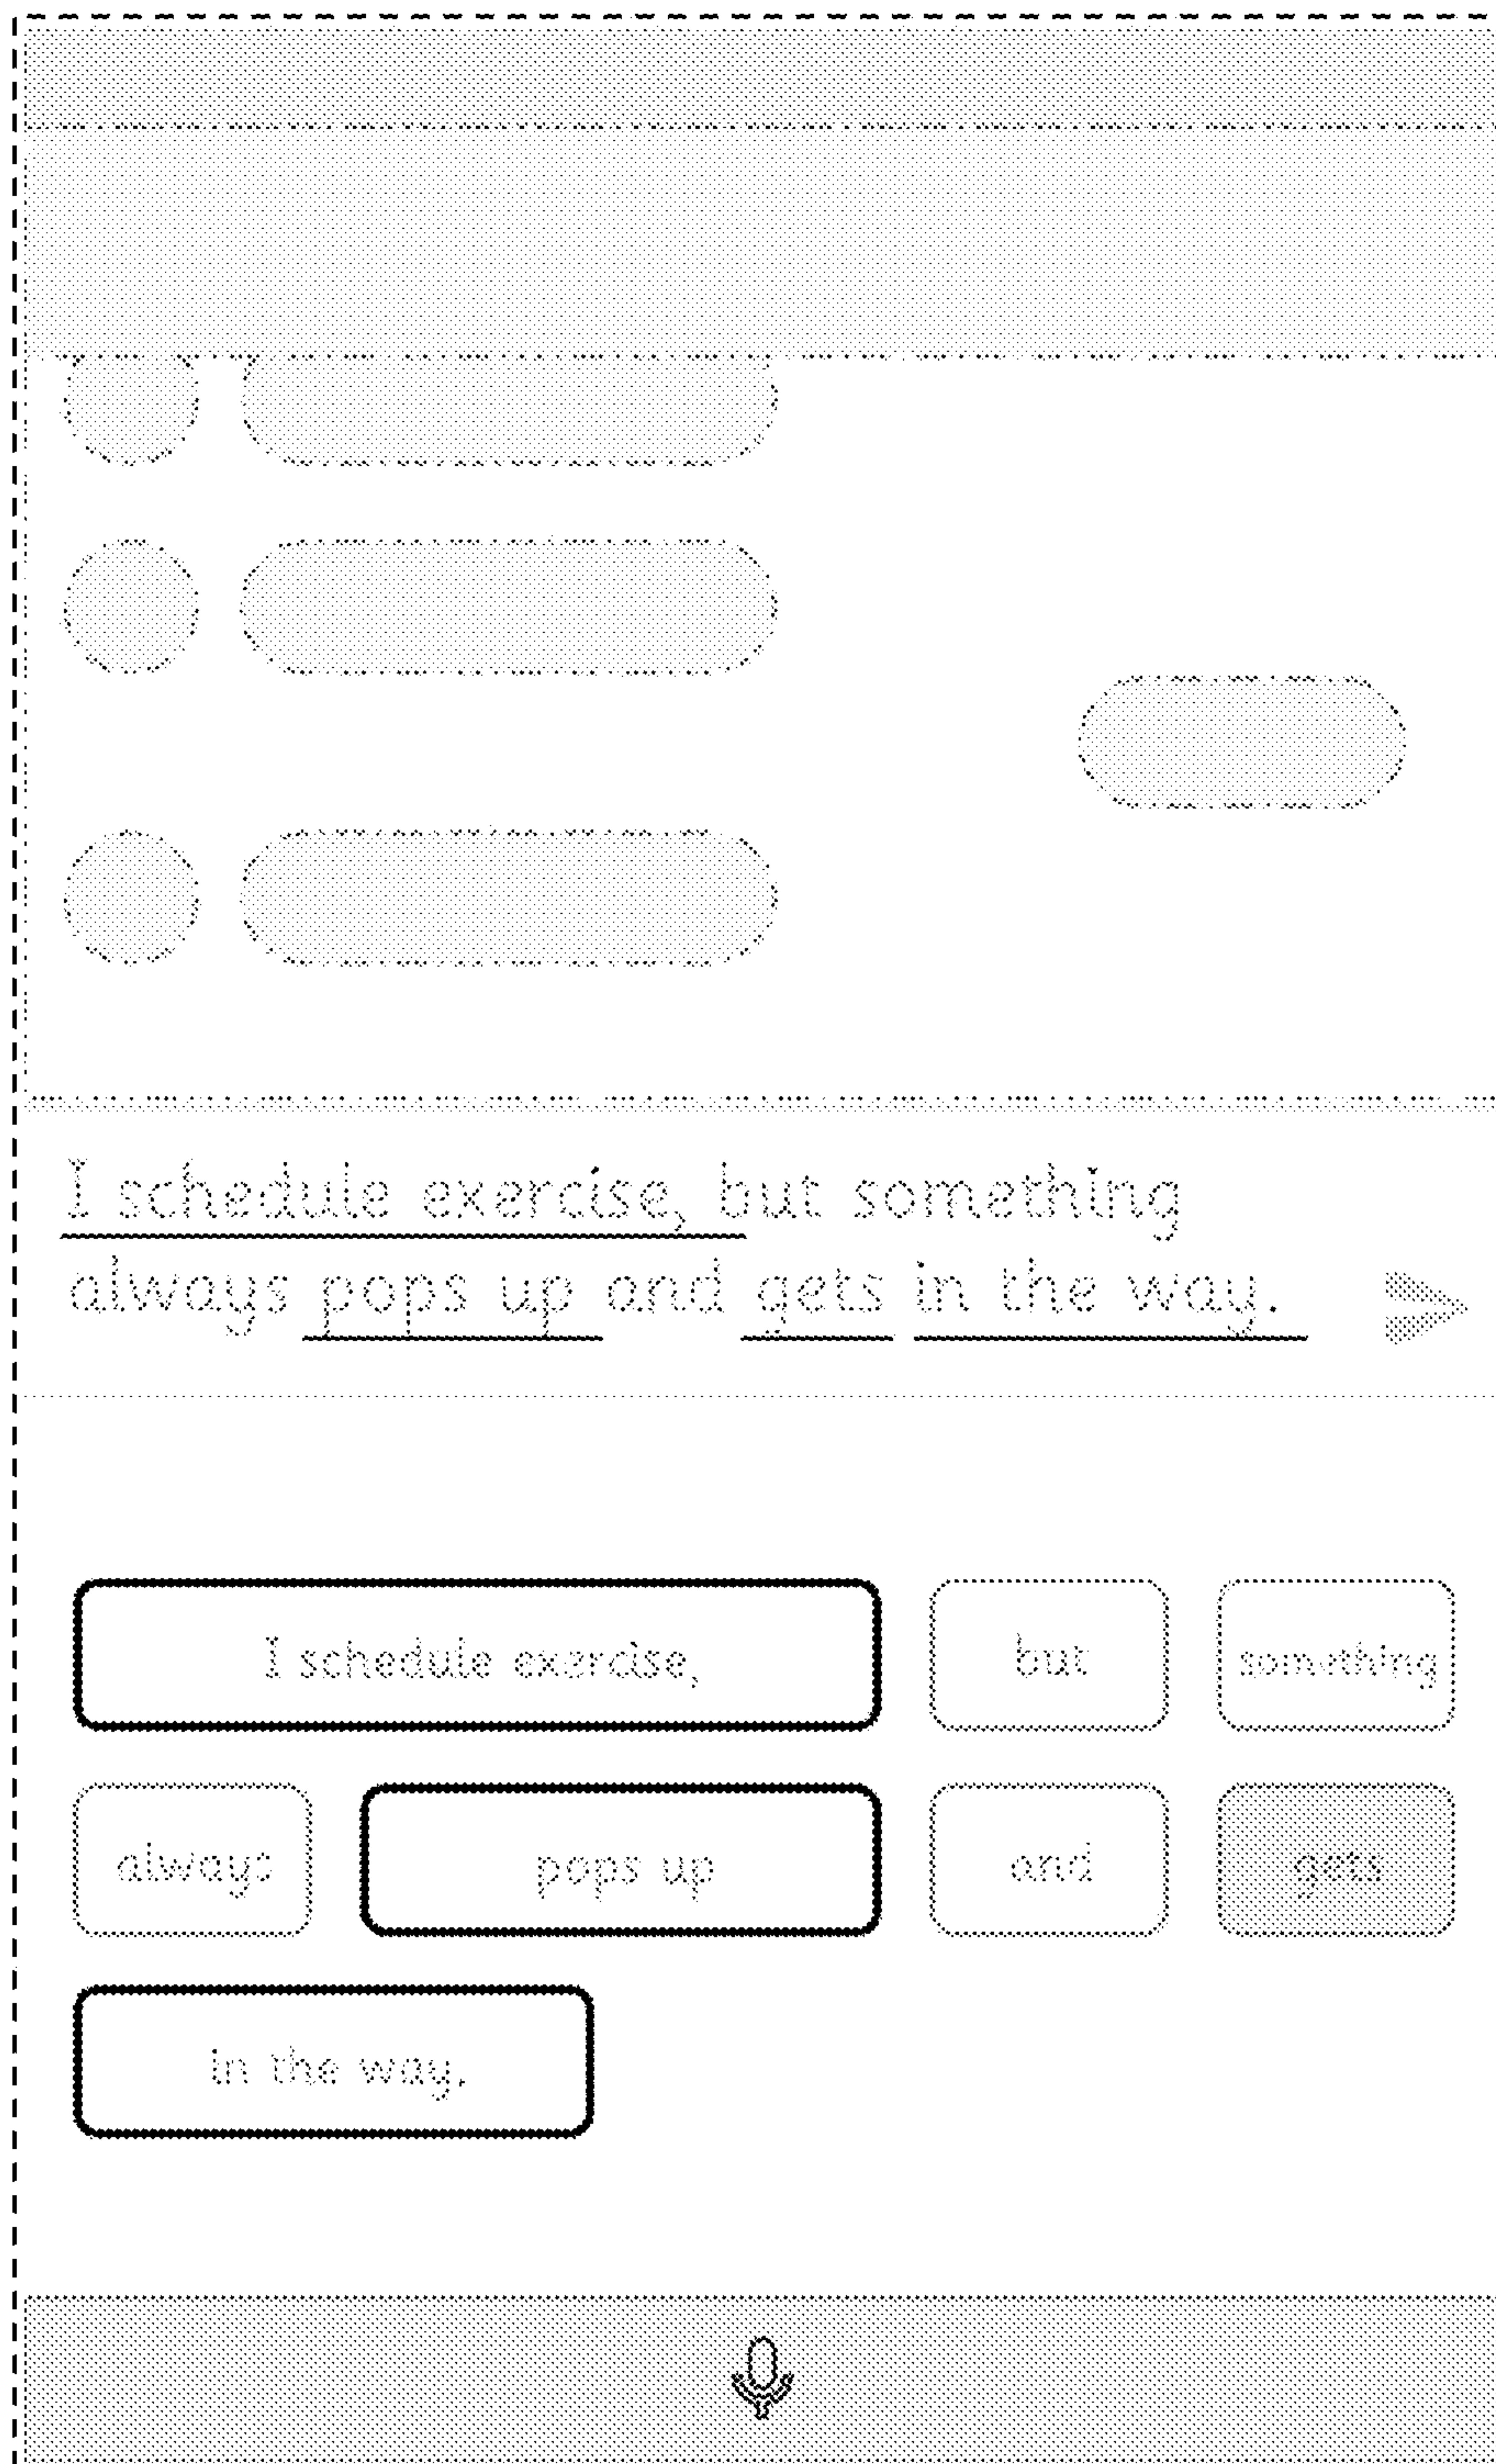 I schedule exercise, but something
always pops up and gets in the way.
I schedule exercise, but something
always pops up and gets
in the way.